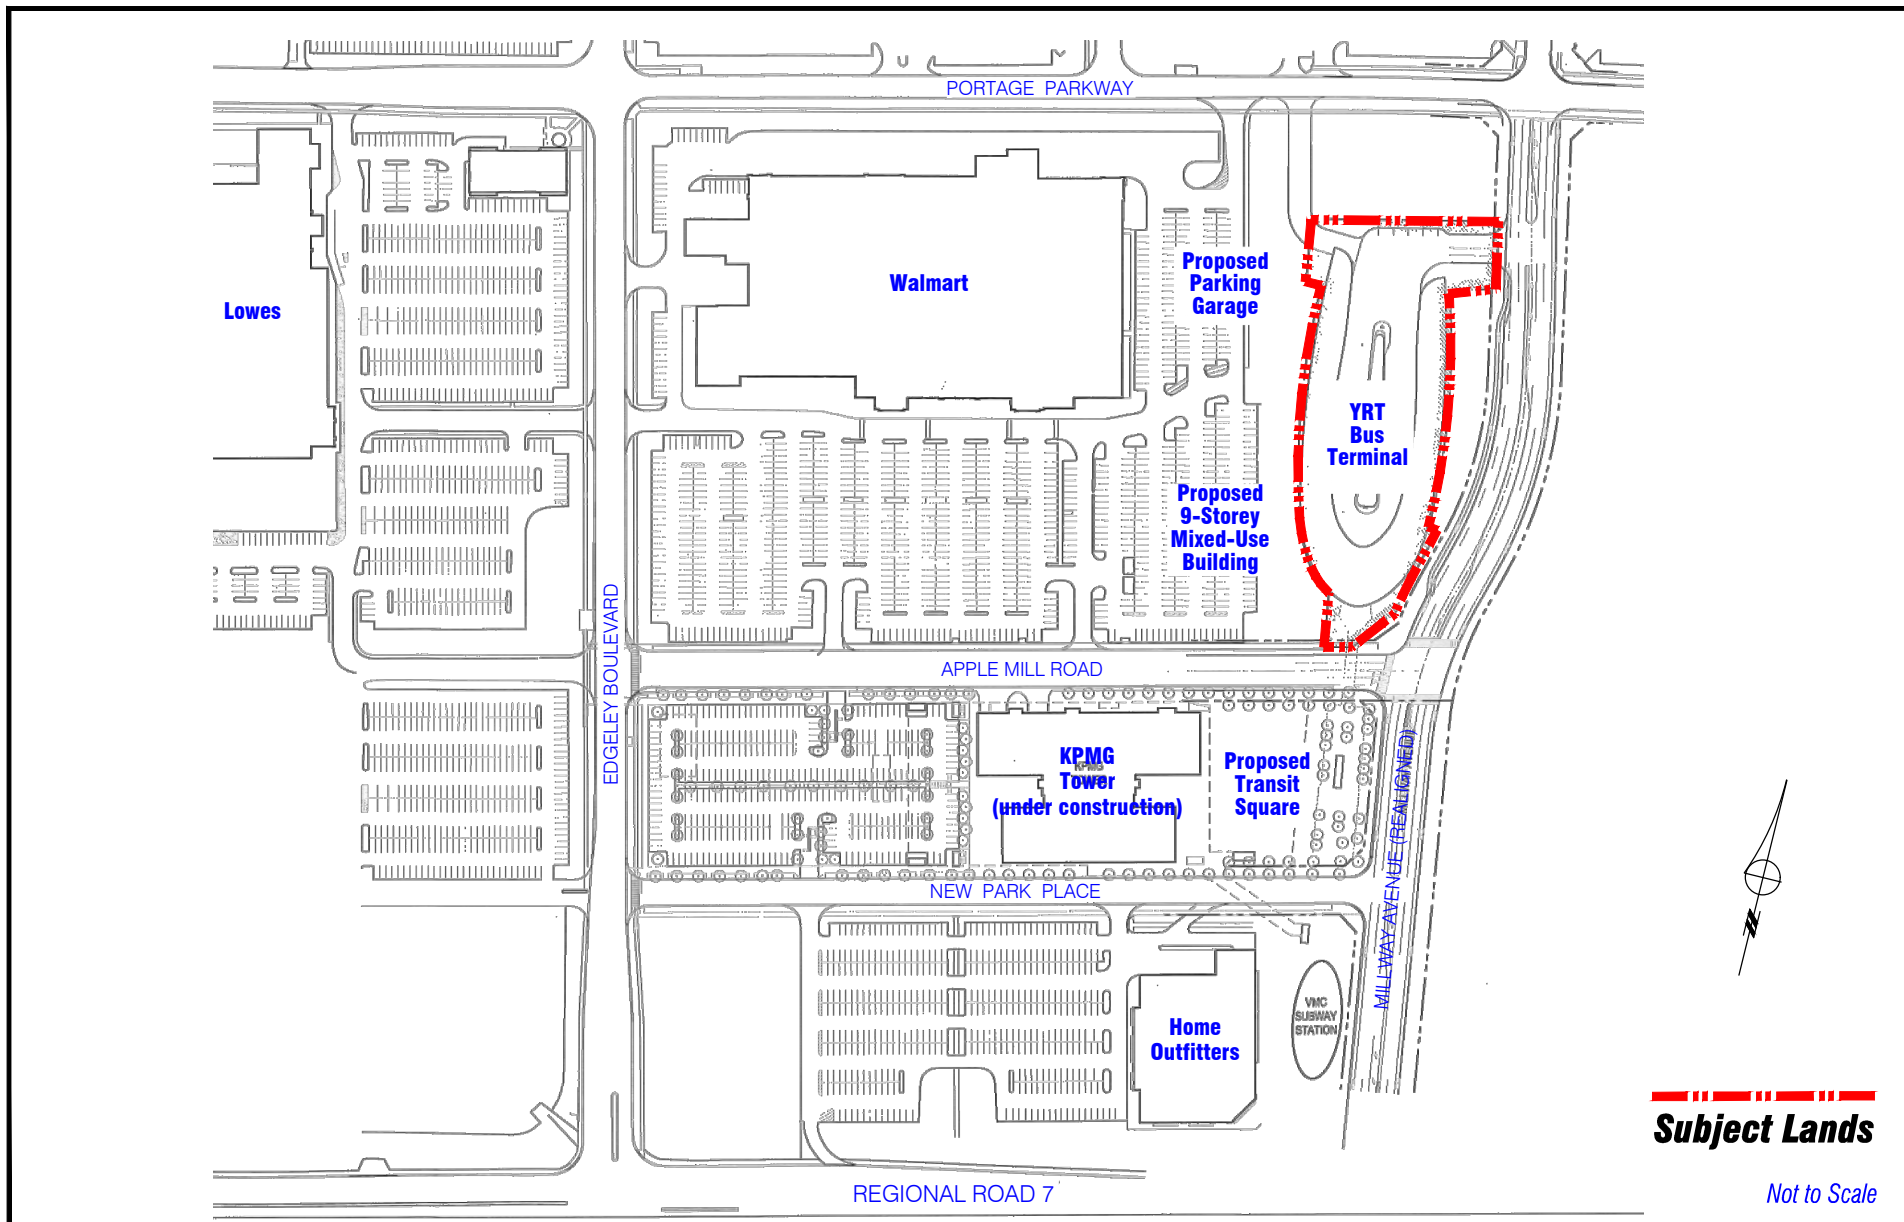 PORTAGE PARKWAY
Lowes
Walmart
Proposed
Parking
Garage
YRT
Bus
Terminal
Proposed
9-Storey
Mixed-Use
Building
EDGELEY BOULEVARD
APPLE MILL ROAD
KPMG
Tower
(under construction)
Proposed
Transit
Square
MILLWAY AVENUE (REALIGNED)
NEW PARK PLACE
Home
Outfitters
VMC
SUBWAY
STATION
N
Subject Lands
REGIONAL ROAD 7
Not to Scale